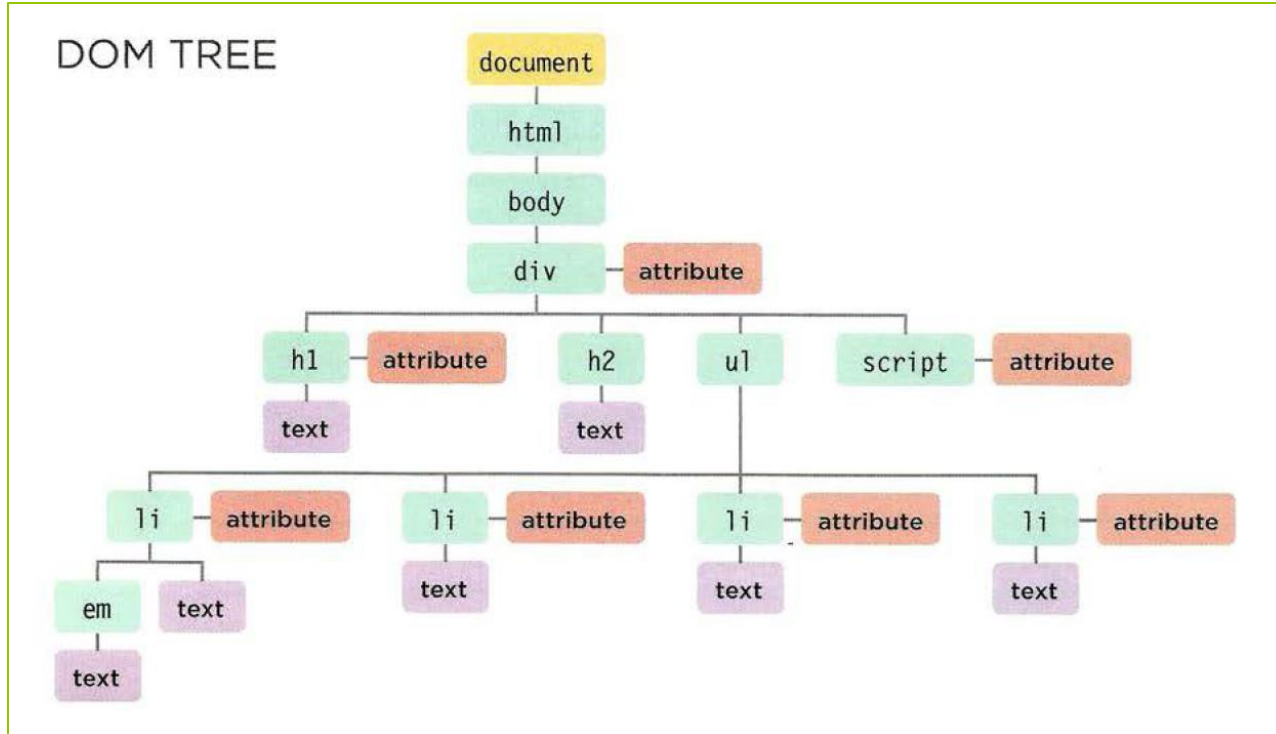 DOM TREE
document
html
body
div attribute
h1 attribute h2 ul script attribute
text text
li attribute li attribute li attribute li attribute
text text text
em text
text